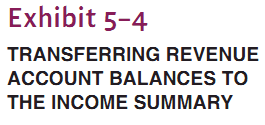 Exhibit 5–4
TRANSFERRING REVENUE
ACCOUNT BALANCES TO
THE INCOME SUMMARY